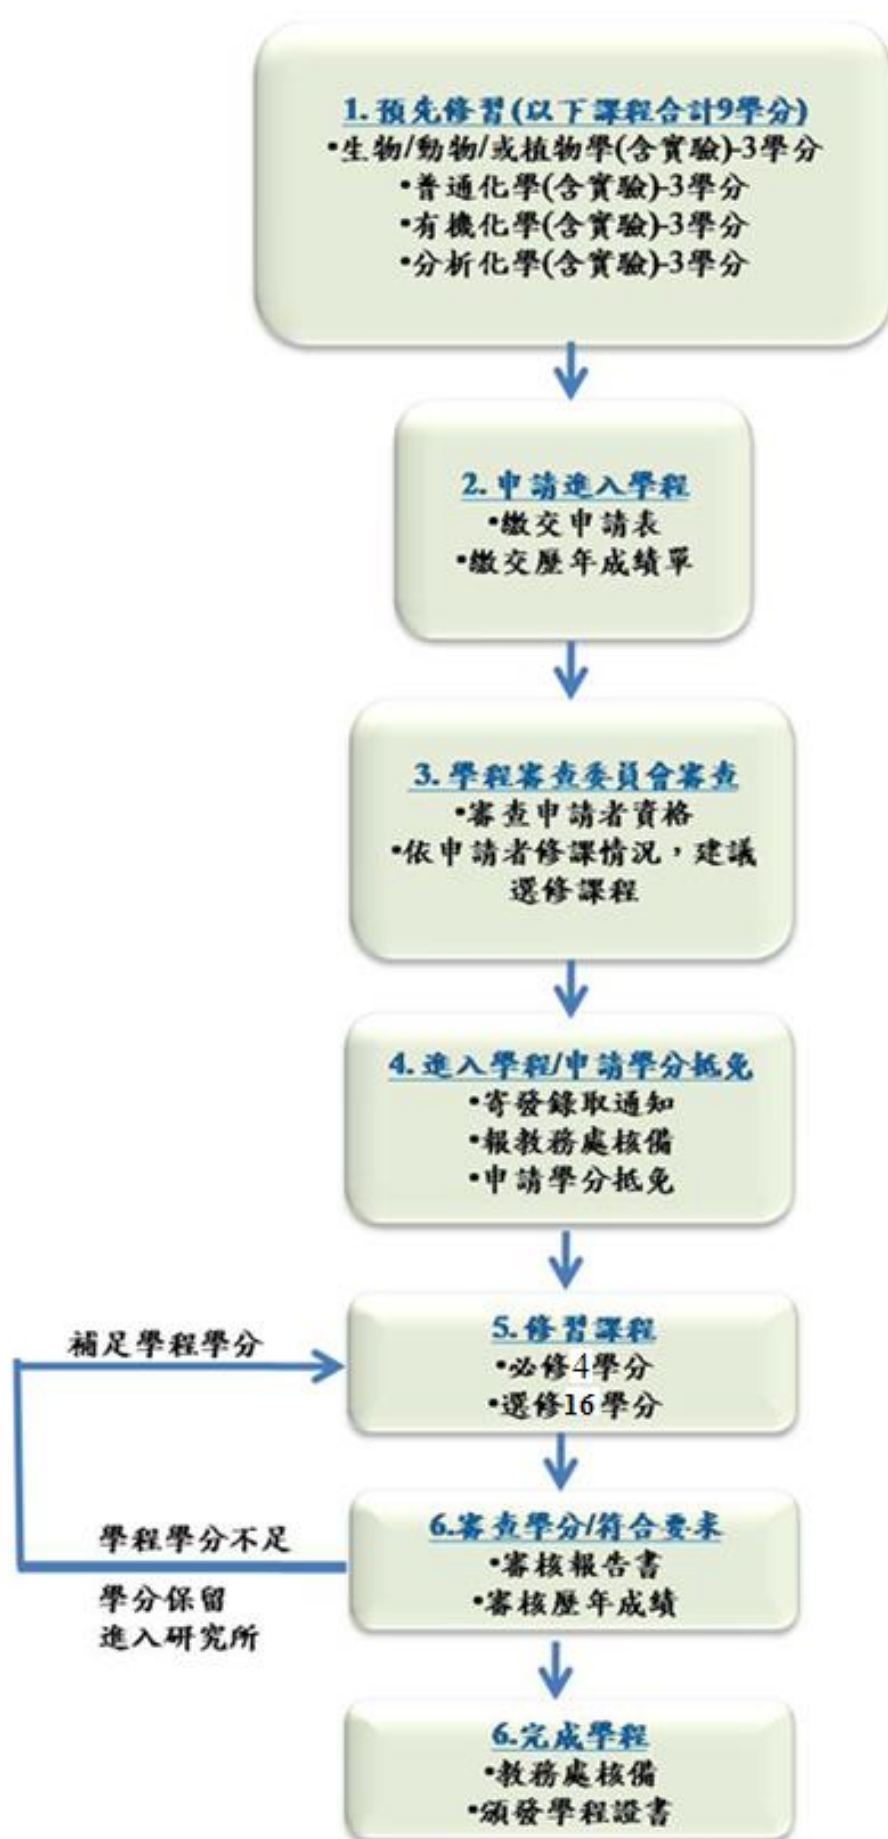 1. 預先修習(以下課程合計9學分)
•生物/動物/或植物學(含實驗)-3學分
•普通化學(含實驗)-3學分
•有機化學(含實驗)-3學分
•分析化學(含實驗)-3學分
2. 申請進入學程
•繳交申請表
•繳交歷年成績單
3. 學程審查委員會審查
•審查申請者資格
•依申請者修課情況，建議
選修課程
4. 進入學程/申請學分抵免
•寄發錄取通知
•報教務處核備
•申請學分抵免
補足學程學分
5. 修習課程
•必修4學分
•選修16學分
學程學分不足
學分保留
進入研究所
6.審查學分/符合要求
•審核報告書
•審核歷年成績
6.完成學程
•教務處核備
•頒發學程證書